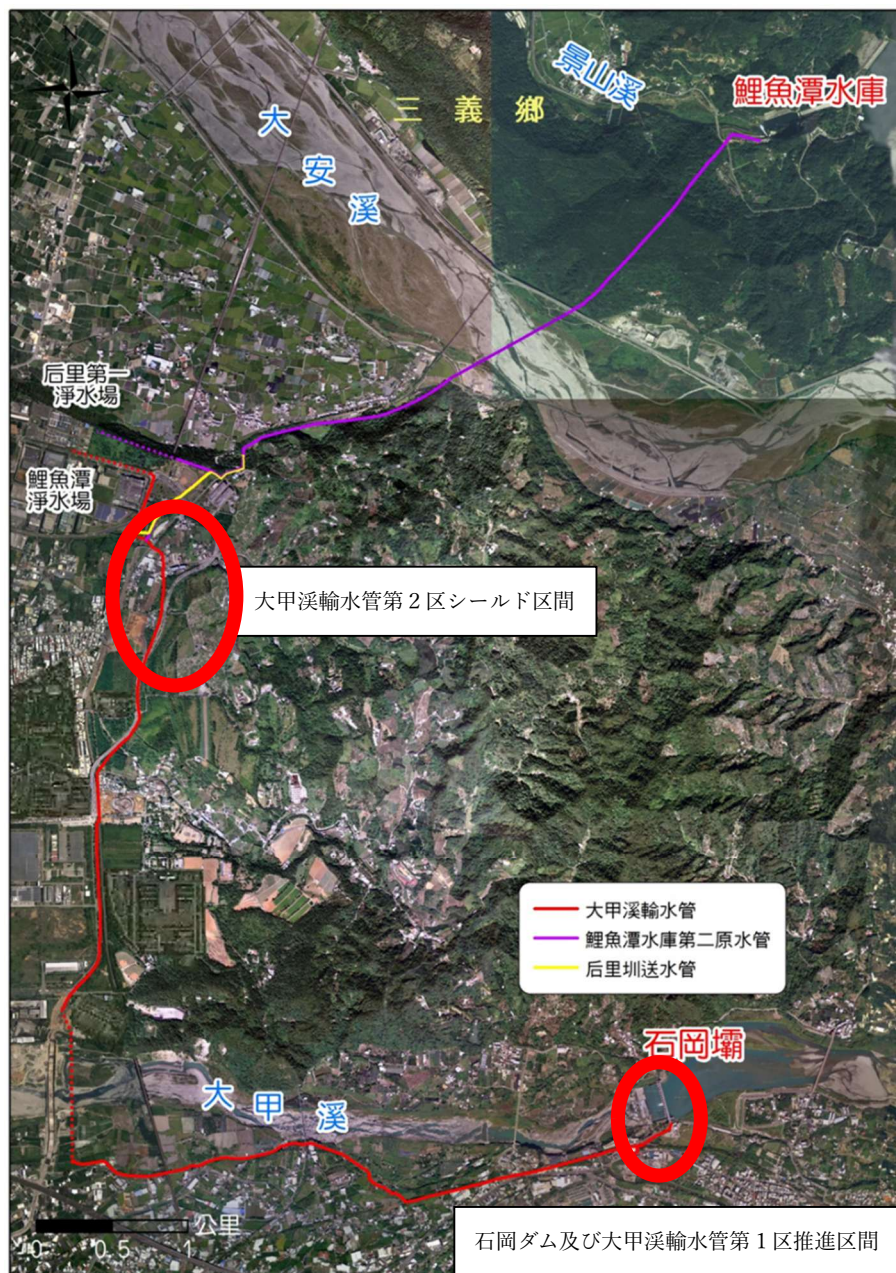 景山溪
鯉魚潭水庫
三義鄉
大安溪
后里第一
淨水場
鯉魚潭
淨水場
大甲渓輸水管第２区シールド区間
大甲溪輸水管
鯉魚潭水庫第二原水管
后里圳送水管
石岡壩
大甲溪
公里
0 0.5 1
石岡ダム及び大甲渓輸水管第１区推進区間